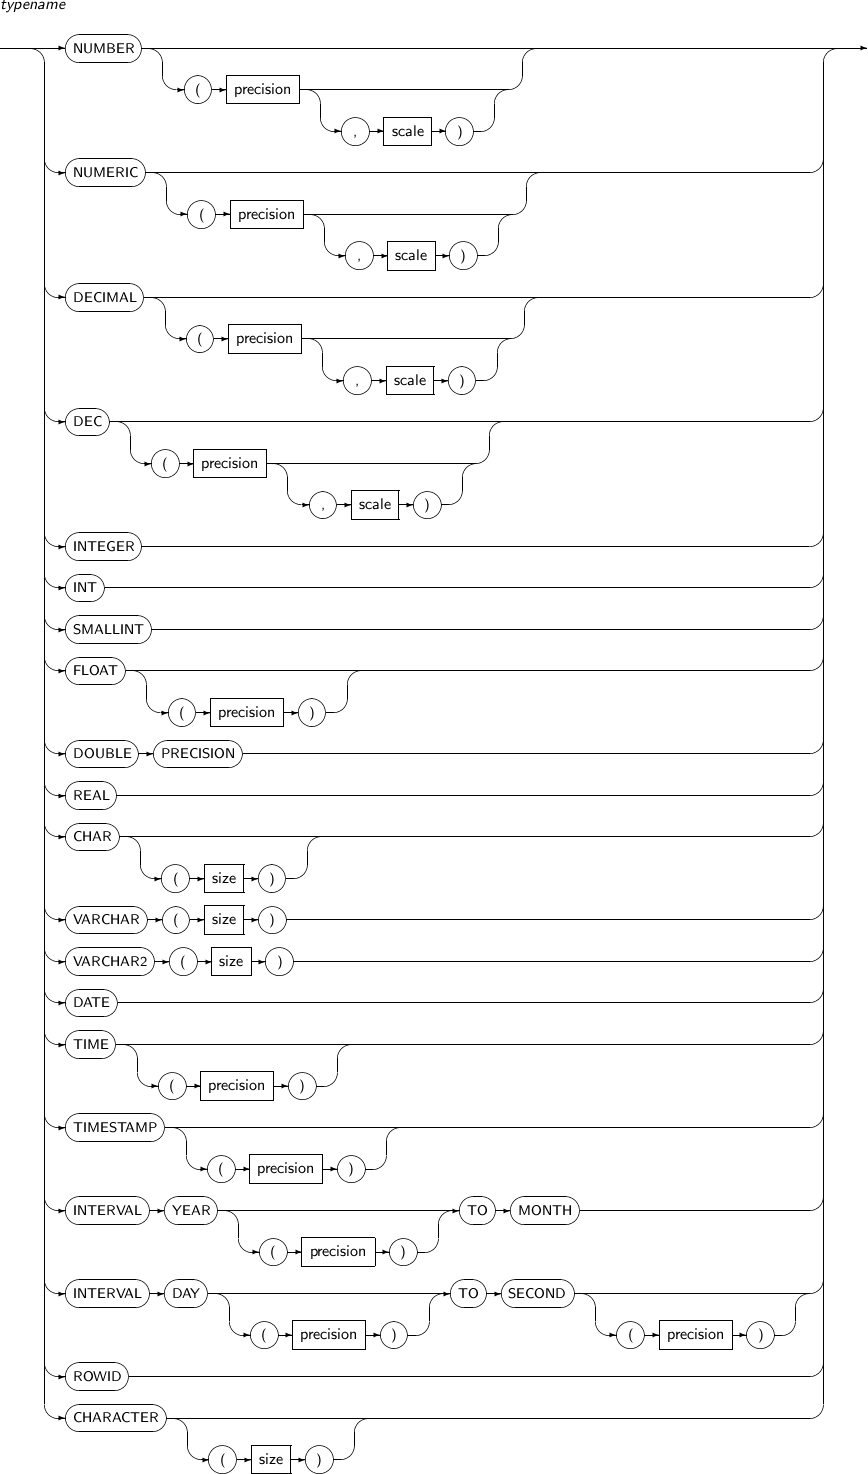 typename
NUMBER
( precision
, scale )
NUMERIC
( precision
, scale )
DECIMAL
( precision
, scale )
DEC
( precision
, scale )
INTEGER
INT
SMALLINT
FLOAT
( precision )
DOUBLE PRECISION
REAL
CHAR
( size )
VARCHAR ( size )
VARCHAR2 ( size )
DATE
TIME
( precision )
TIMESTAMP
( precision )
INTERVAL YEAR TO MONTH
( precision )
INTERVAL DAY TO SECOND
( precision ) ( precision )
ROWID
CHARACTER
( size )